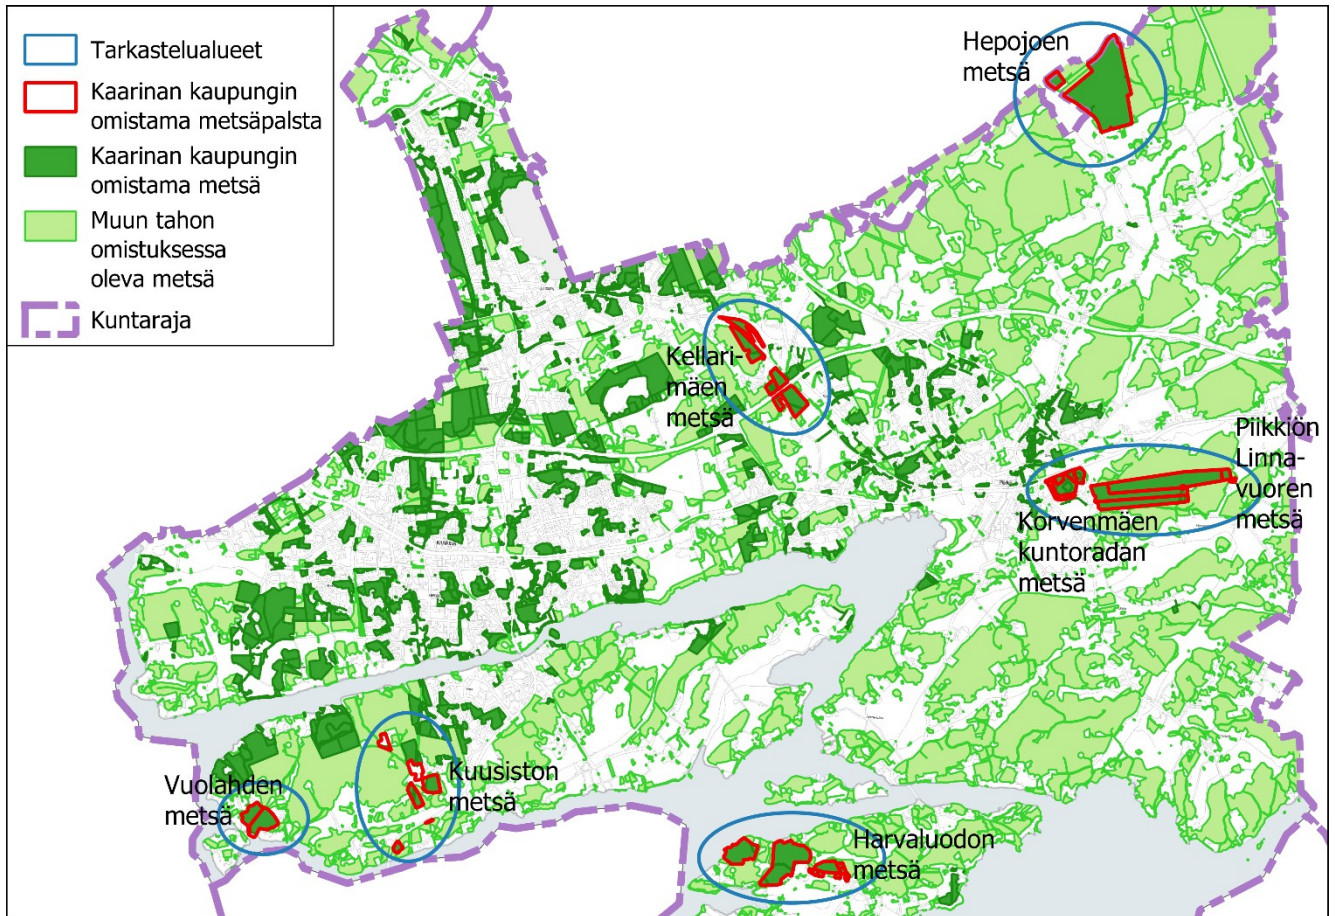 Tarkastelualueet
Kaarinan kaupungin
omistama metsäpalsta
Kaarinan kaupungin
omistama metsä
Muun tahon
omistuksessa
oleva metsä
Kuntaraja
Hepojoen
metsä
Kellari-
mäen
metsä
Piikkiön
Linna-
vuoren
metsä
Korvenmäen
kuntoradan
metsä
Vuolahden
metsä
Kuusiston
metsä
Harvaluodon
metsä